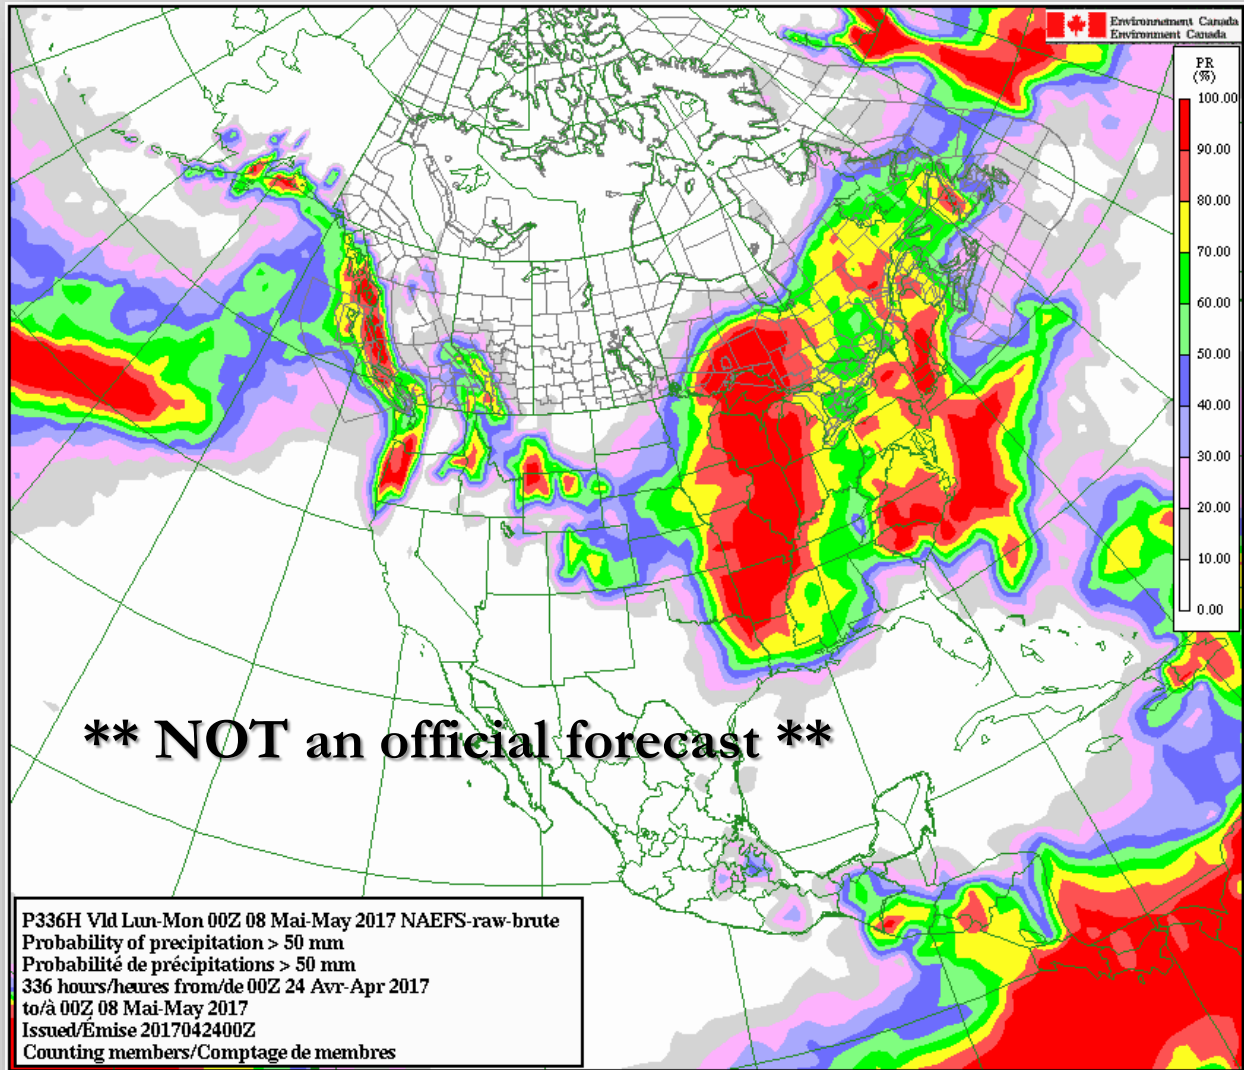 Environnement Canada
Environment Canada
PR
(%)
100.00
90.00
80.00
70.00
60.00
50.00
40.00
30.00
20.00
10.00
0.00
** NOT an official forecast **
P336H Vld Lun-Mon 00Z 08 Mai-May 2017 NAEFS-raw-brute
Probability of precipitation > 50 mm
Probabilité de précipitations > 50 mm
336 hours/heures from/de 00Z 24 Avr-Apr 2017
to/à 00Z 08 Mai-May 2017
Issued/Émise 2017042400Z
Counting members/Comptage de membres